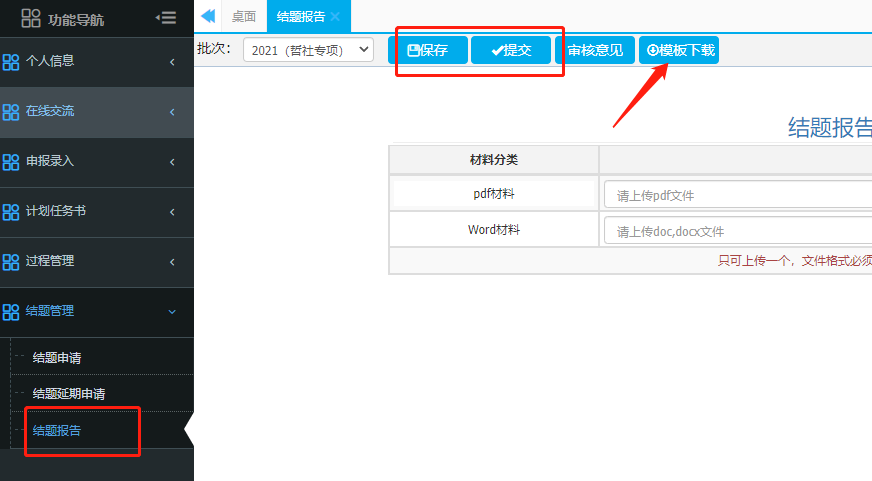 功能导航
桌面
结题报告
批次：
2021（哲社专项）
保存
提交
审核意见
模板下载
个人信息
在线交流
申报录入
计划任务书
过程管理
结题管理
结题申请
结题延期申请
结题报告
结题报告
材料分类
pdf材料
请上传pdf文件
Word材料
请上传doc,docx文件
只可上传一个，文件格式必须